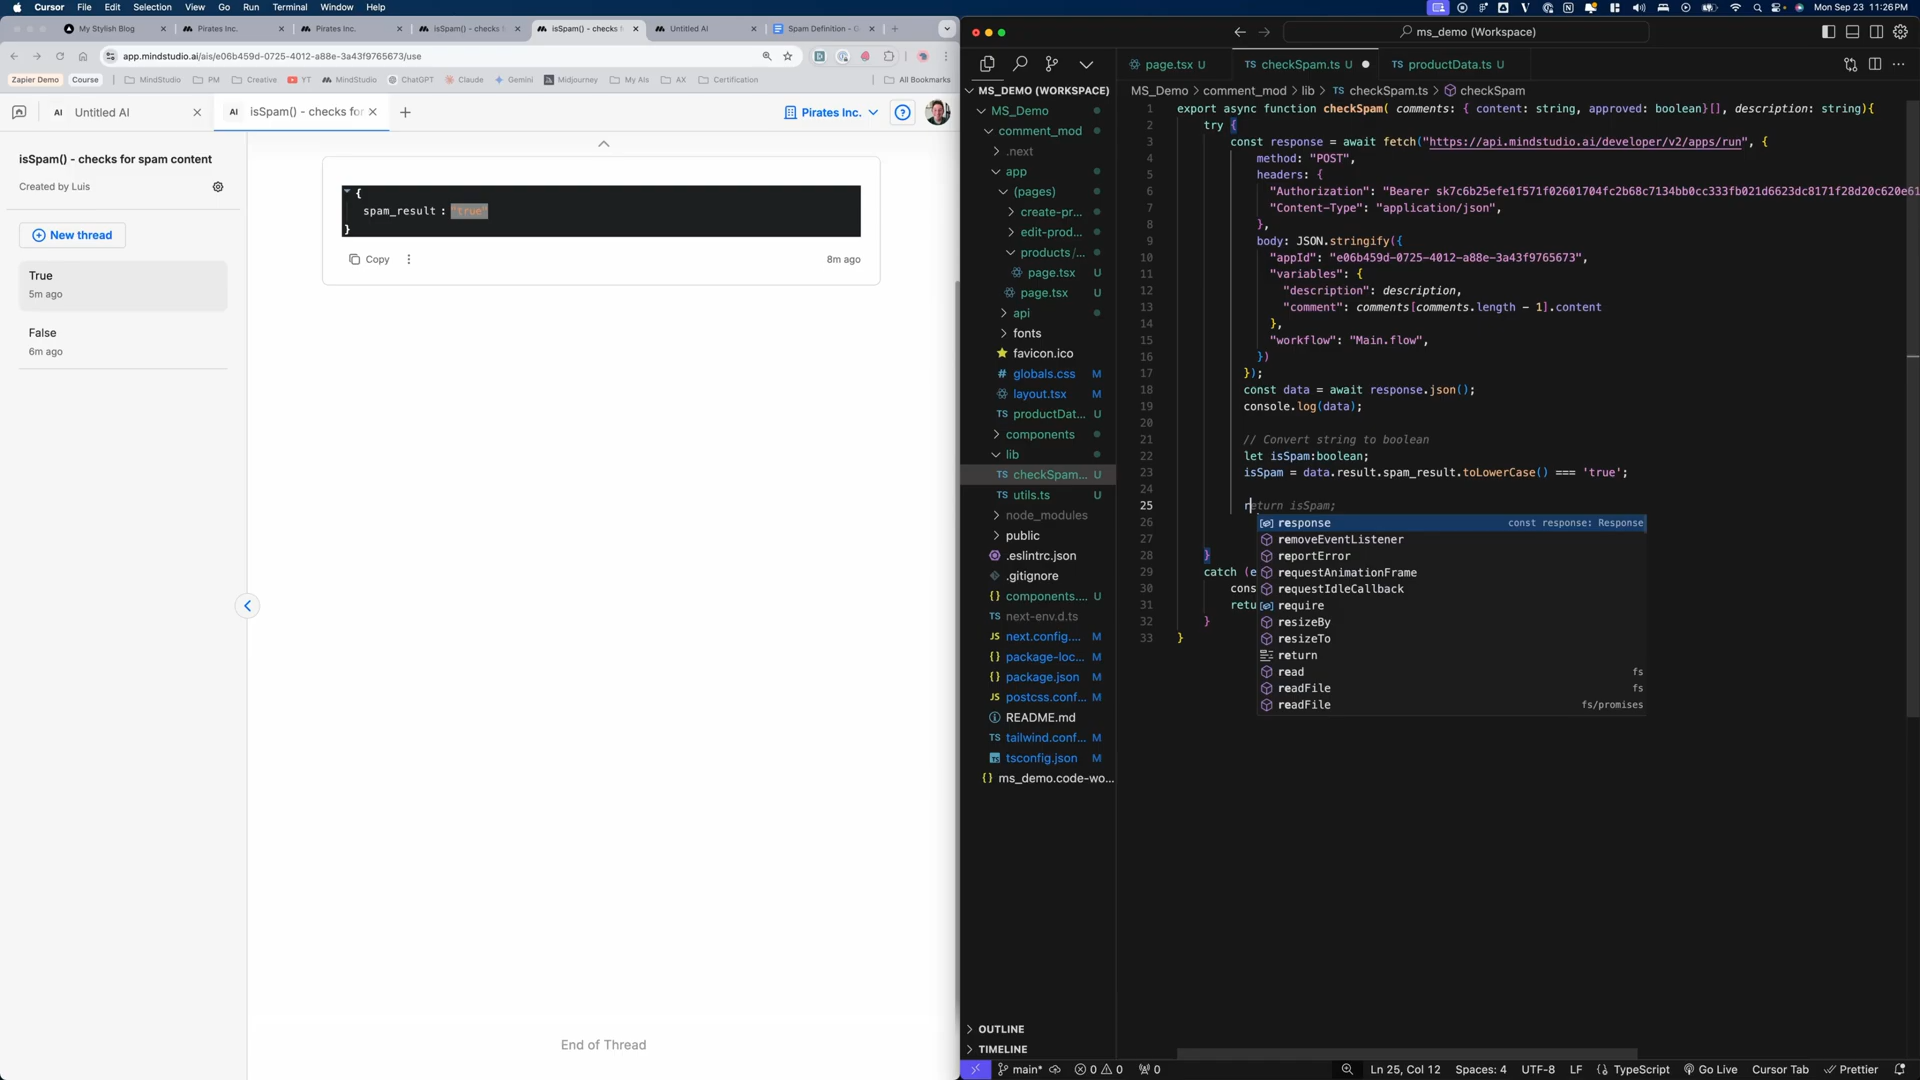 Cursor File Edit Selection View Go Run Terminal Window Help
Mon Sep 23 11:26 PM
My Stylish Blog Pirates Inc. Pirates Inc. isSpam() - checks isSpam() - checks f Untitled AI Spam Definition - G
app.mindstudio.ai/ais/e06b459d-0725-4012-a88e-3a43f9765673/use
Zapier Demo Course MindStudio PM Creative YT MindStudio ChatGPT Claude Gemini Midjourney My AIs AX Certification All Bookmarks
AI Untitled AI AI isSpam() - checks for Pirates Inc.
isSpam() - checks for spam content
Created by Luis
New thread
True
5m ago
False
6m ago
{
spam_result : "true"
}
Copy 8m ago
End of Thread
ms_demo (Workspace)
page.tsx U checkSpam.ts U productData.ts U
MS_DEMO (WORKSPACE)
MS_Demo
comment_mod
.next
app
(pages)
create-pr...
edit-prod...
products/...
page.tsx U
page.tsx U
api
fonts
favicon.ico
globals.css M
layout.tsx M
productDat... U
components
lib
checkSpam... U
utils.ts U
node_modules
public
.eslintrc.json
.gitignore
components.... U
next-env.d.ts
next.config.... M
package-loc... M
package.json M
postcss.conf... M
README.md
tailwind.conf... M
tsconfig.json M
ms_demo.code-wo...
OUTLINE
TIMELINE
MS_Demo > comment_mod > lib > TS checkSpam.ts > checkSpam
1 export async function checkSpam( comments: { content: string, approved: boolean}[], description: string){
2 try {
3 const response = await fetch("https://api.mindstudio.ai/developer/v2/apps/run", {
4 method: "POST",
5 headers: {
6 "Authorization": "Bearer sk7c6b25efe1f571f02601704fc2b68c7134bb0cc333fb021d6623dc8171f28d20c620e61
7 "Content-Type": "application/json",
8 },
9 body: JSON.stringify({
10 "appId": "e06b459d-0725-4012-a88e-3a43f9765673",
11 "variables": {
12 "description": description,
13 "comment": comments[comments.length - 1].content
14 },
15 "workflow": "Main.flow",
16 })
17 });
18 const data = await response.json();
19 console.log(data);
20
21 // Convert string to boolean
22 let isSpam:boolean;
23 isSpam = data.result.spam_result.toLowerCase() === 'true';
24
25 return isSpam;
26 response const response: Response
27 removeEventListener
28 } reportError
29 catch (e requestAnimationFrame
30 cons requestIdleCallback
31 retu require
32 } resizeBy
33 } resizeTo
return
read fs
readFile fs
readFile fs/promises
main* 0 0 0 Ln 25, Col 12 Spaces: 4 UTF-8 LF TypeScript Go Live Cursor Tab Prettier